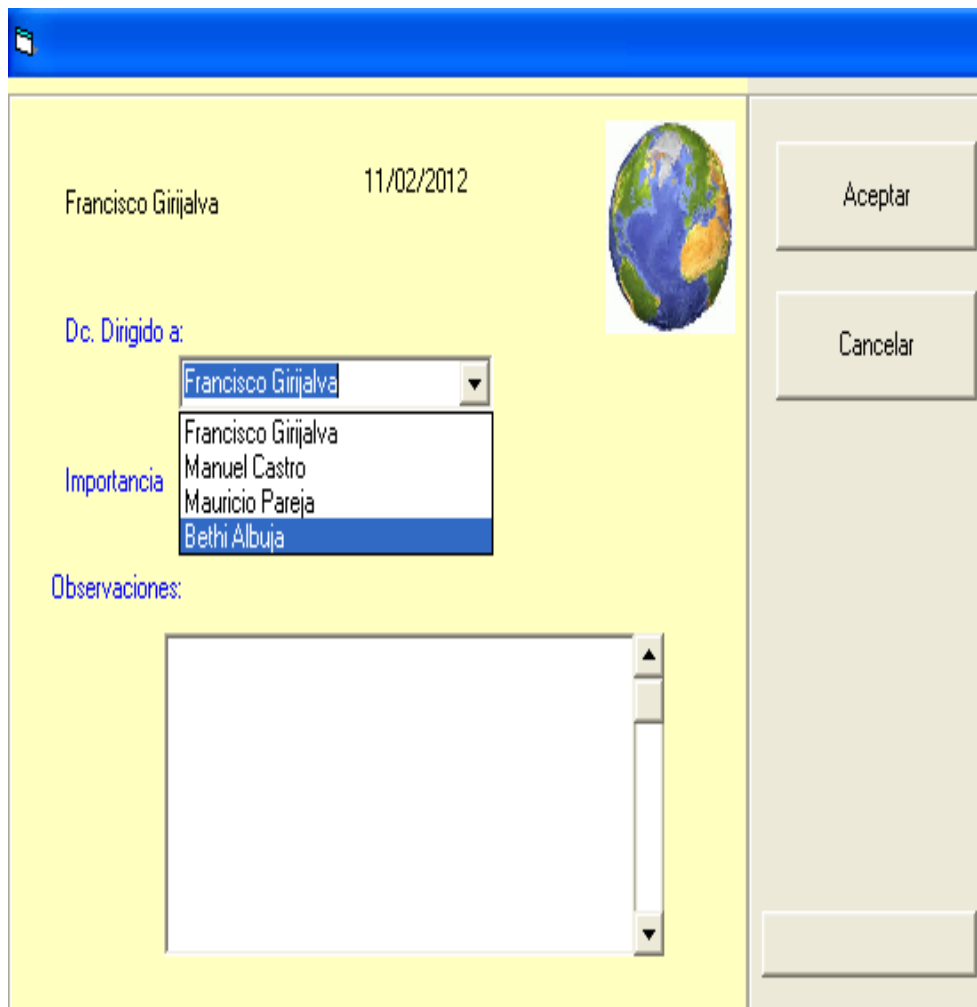 Francisco Girijalva
11/02/2012
Aceptar
Cancelar
Dc. Dirigido a:
Francisco Girijalva
Francisco Girijalva
Manuel Castro
Mauricio Pareja
Bethi Albuja
Importancia
Observaciones: